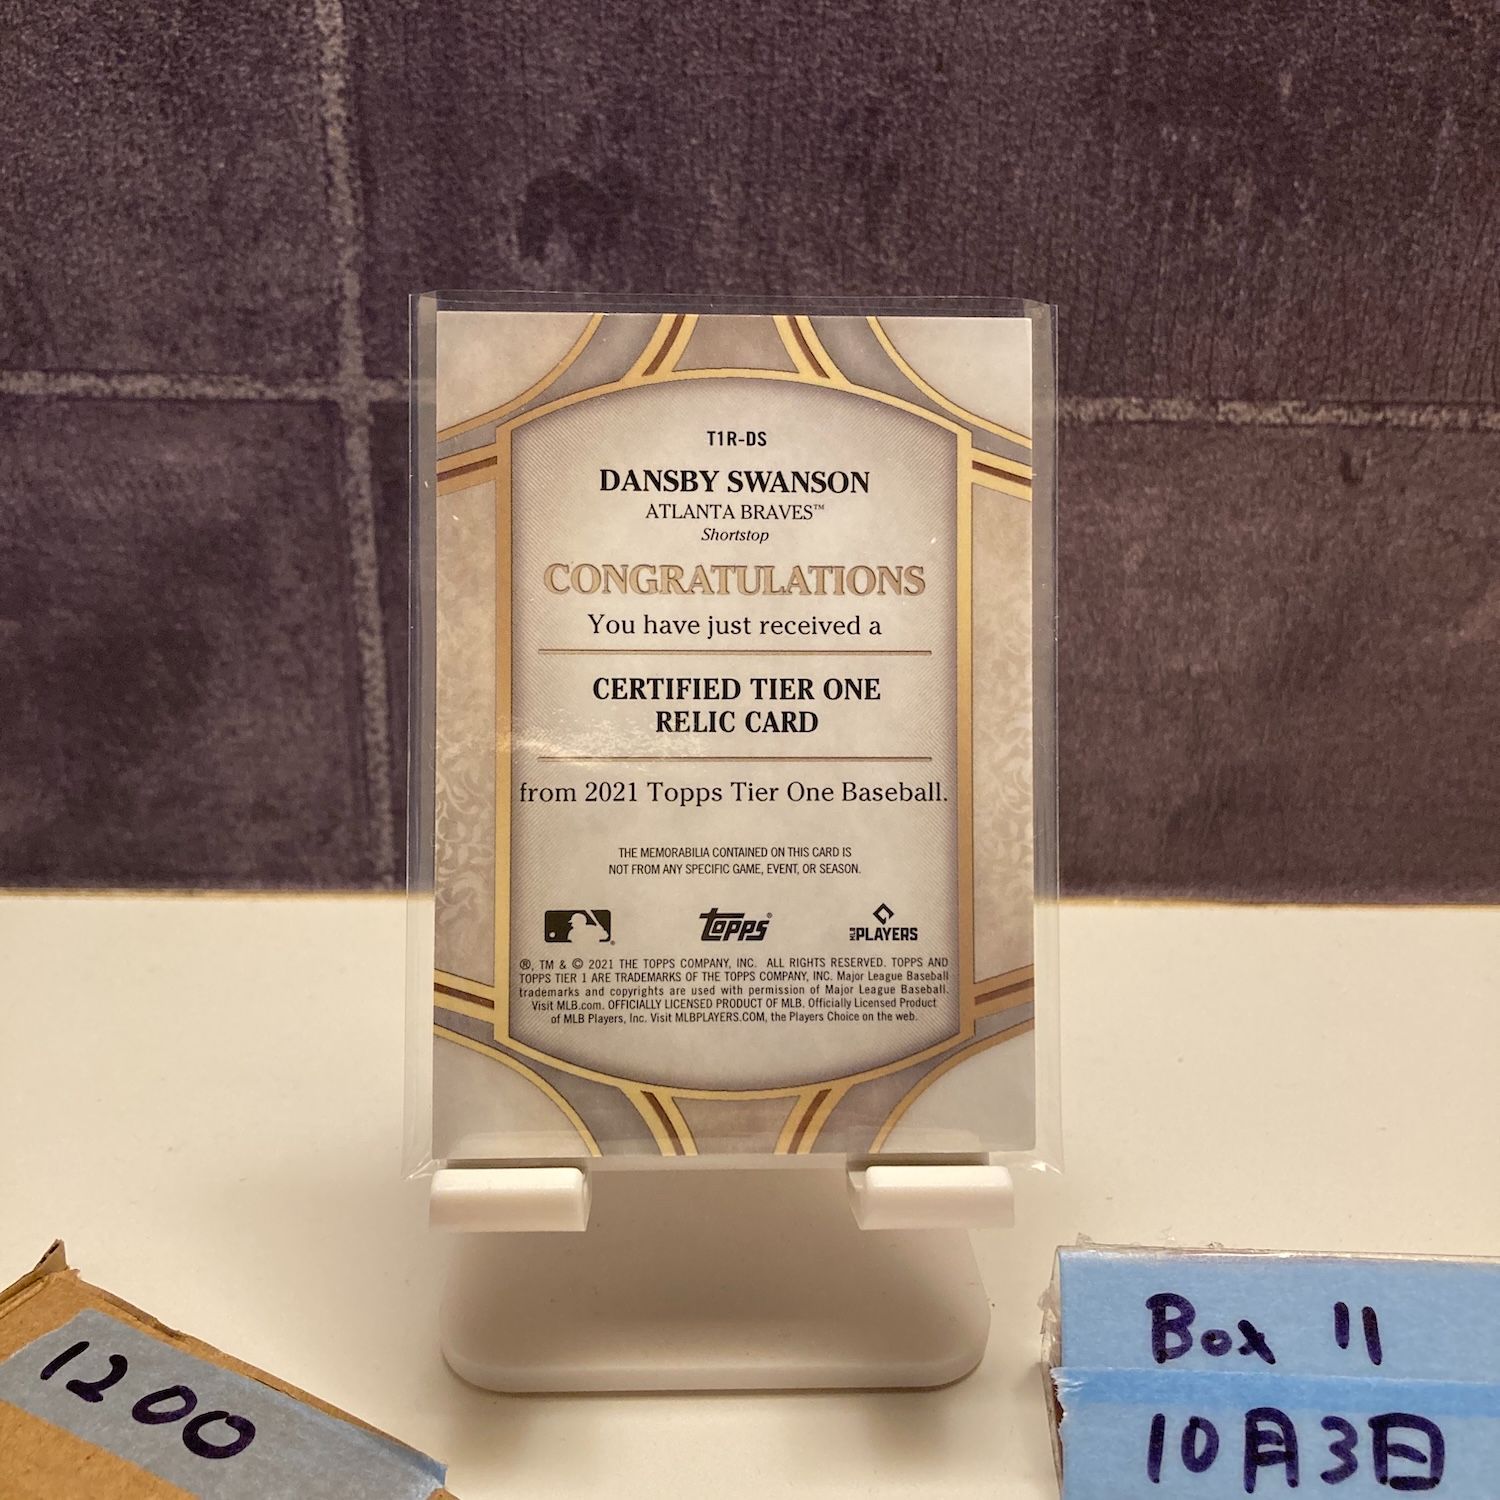 T1R-DS
DANSBY SWANSON
ATLANTA BRAVES™
Shortstop
CONGRATULATIONS
You have just received a
CERTIFIED TIER ONE
RELIC CARD
from 2021 Topps Tier One Baseball.
THE MEMORABILIA CONTAINED ON THIS CARD IS
NOT FROM ANY SPECIFIC GAME, EVENT, OR SEASON.
Topps® MLB PLAYERS
®, TM & © 2021 THE TOPPS COMPANY, INC. ALL RIGHTS RESERVED. TOPPS AND
TOPPS TIER 1 ARE TRADEMARKS OF THE TOPPS COMPANY, INC. Major League Baseball
trademarks and copyrights are used with permission of Major League Baseball.
Visit MLB.com. OFFICIALLY LICENSED PRODUCT OF MLB. Officially Licensed Product
of MLB Players, Inc. Visit MLBPLAYERS.COM, the Players Choice on the web.
1200
Box 11
10月3日